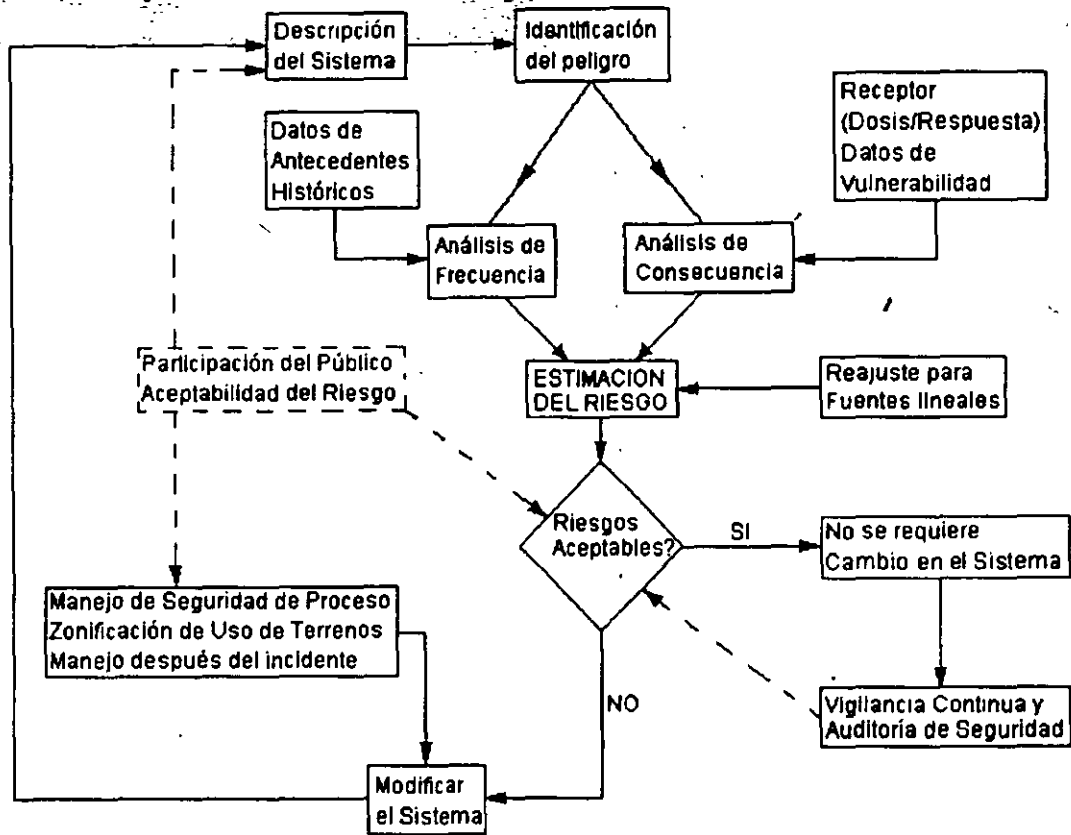 Descripción
del Sistema
Identificación
del peligro
Datos de
Antecedentes
Históricos
Receptor
(Dosis/Respuesta)
Datos de
Vulnerabilidad
Análisis de
Frecuencia
Análisis de
Consecuencia
Participación del Público
Aceptabilidad del Riesgo
ESTIMACION
DEL RIESGO
Reajuste para
Fuentes lineales
Riesgos
Aceptables?
SI
No se requiere
Cambio en el Sistema
Manejo de Seguridad de Proceso
Zonificación de Uso de Terrenos
Manejo después del incidente
NO
Vigilancia Continua y
Auditoría de Seguridad
Modificar
el Sistema